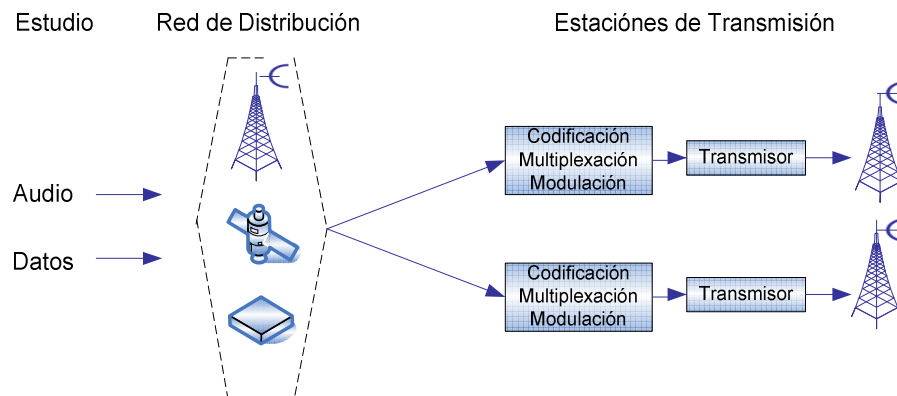 Estudio
Red de Distribución
Estaciónes de Transmisión
Audio
Datos
Codificación
Multiplexación
Modulación
Transmisor
Codificación
Multiplexación
Modulación
Transmisor